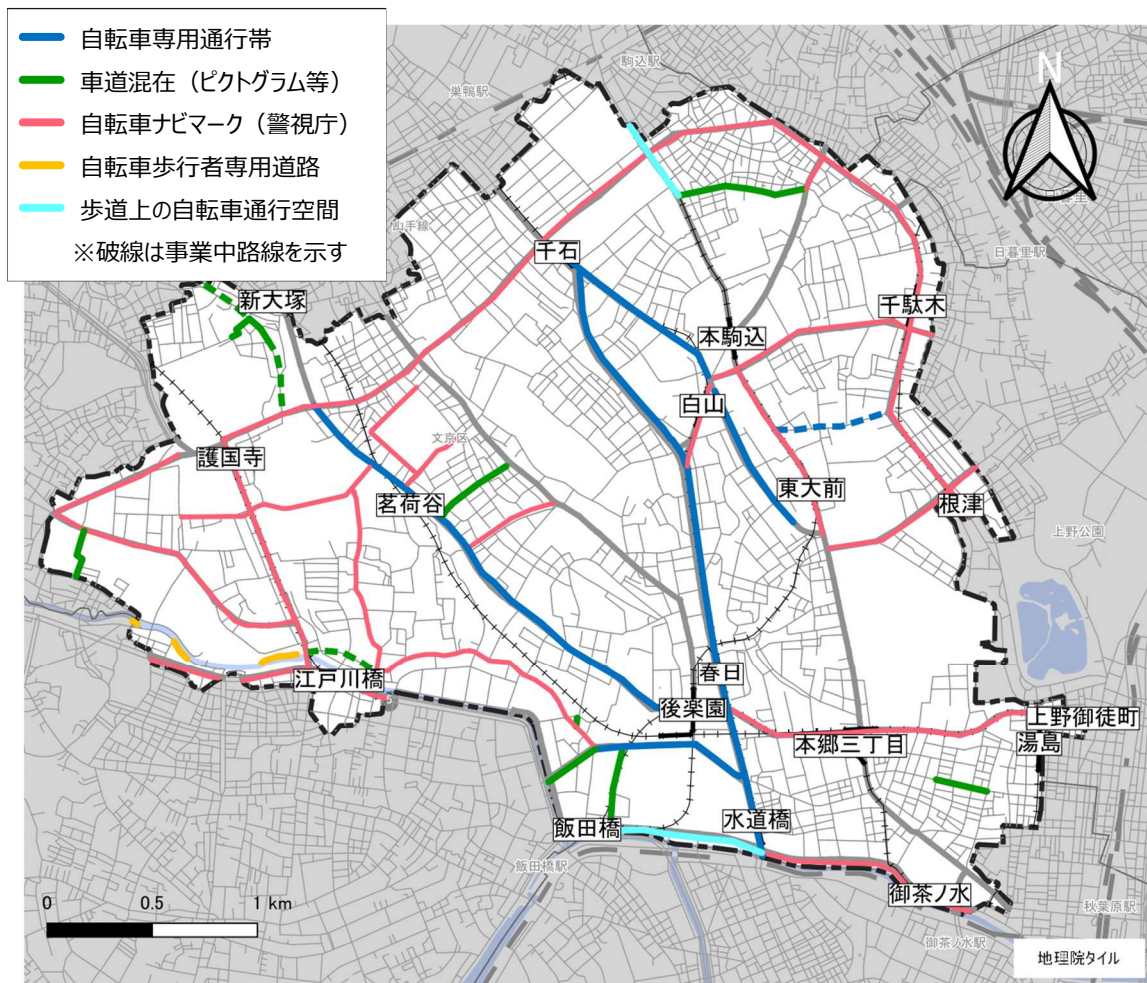 自転車専用通行帯
車道混在（ピクトグラム等）
自転車ナビマーク（警視庁）
自転車歩行者専用道路
歩道上の自転車通行空間
※破線は事業中路線を示す
N
駒込駅
巣鴨駅
山手線
日暮里
日暮里駅
千石
新大塚
千駄木
本駒込
白山
文京区
護国寺
茗荷谷
東大前
根津
上野公園
江戸川橋
春日
後楽園
上野御徒町
本郷三丁目
湯島
水道橋
飯田橋
飯田橋駅
御茶ノ水
秋葉原駅
御茶ノ水駅
0 0.5 1 km
地理院タイル